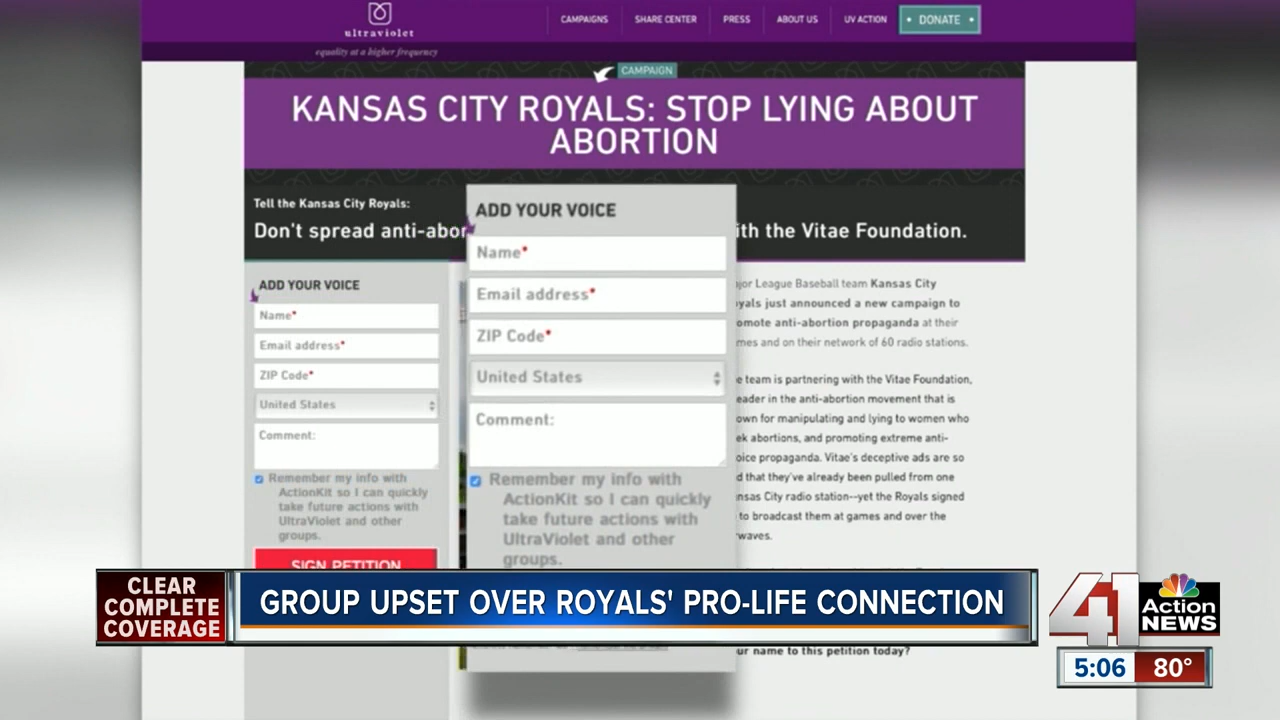 ultraviolet
equality at a higher frequency
CAMPAIGNS
SHARE CENTER
PRESS
ABOUT US
UV ACTION
• DONATE •
CAMPAIGN
KANSAS CITY ROYALS: STOP LYING ABOUT
ABORTION
Tell the Kansas City Royals:
Don't spread anti-abor
ith the Vitae Foundation.
ADD YOUR VOICE
Name*
Email address*
ZIP Code*
United States
Comment:
Remember my info with
ActionKit so I can quickly
take future actions with
UltraViolet and other
groups.
SIGN PETITION
ADD YOUR VOICE
Name*
Email address*
ZIP Code*
United States
Comment:
Remember my info with
ActionKit so I can quickly
take future actions with
UltraViolet and other
groups.
jor League Baseball team Kansas City
yals just announced a new campaign to
omote anti-abortion propaganda at their
mes and on their network of 60 radio stations.
e team is partnering with the Vitae Foundation,
eader in the anti-abortion movement that is
own for manipulating and lying to women who
ek abortions, and promoting extreme anti-
oice propaganda. Vitae's deceptive ads are so
d that they've already been pulled from one
nsas City radio station--yet the Royals signed
to broadcast them at games and over the
rwaves.
ur name to this petition today?
CLEAR
COMPLETE
COVERAGE
GROUP UPSET OVER ROYALS' PRO-LIFE CONNECTION
41
Action
NEWS
5:06
80°